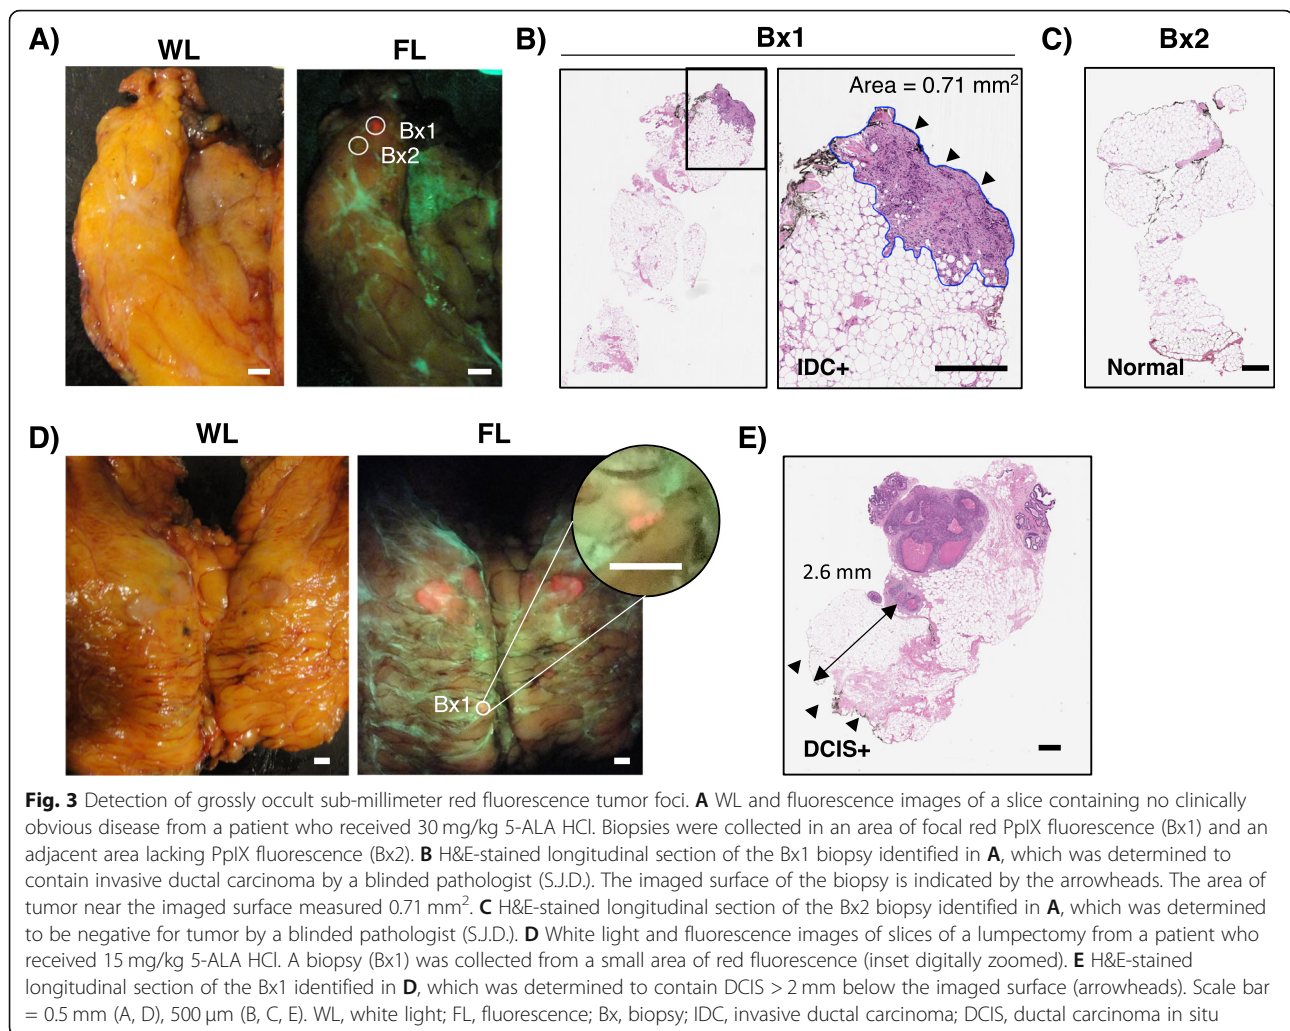 A)
WL
FL
Bx1
Bx2
B)
Bx1
Area = 0.71 mm²
IDC+
C)
Bx2
Normal
D)
WL
FL
Bx1
E)
2.6 mm
DCIS+
Fig. 3 Detection of grossly occult sub-millimeter red fluorescence tumor foci. A WL and fluorescence images of a slice containing no clinically
obvious disease from a patient who received 30 mg/kg 5-ALA HCl. Biopsies were collected in an area of focal red PpIX fluorescence (Bx1) and an
adjacent area lacking PpIX fluorescence (Bx2). B H&E-stained longitudinal section of the Bx1 biopsy identified in A, which was determined to
contain invasive ductal carcinoma by a blinded pathologist (S.J.D.). The imaged surface of the biopsy is indicated by the arrowheads. The area of
tumor near the imaged surface measured 0.71 mm². C H&E-stained longitudinal section of the Bx2 biopsy identified in A, which was determined
to be negative for tumor by a blinded pathologist (S.J.D.). D White light and fluorescence images of slices of a lumpectomy from a patient who
received 15 mg/kg 5-ALA HCl. A biopsy (Bx1) was collected from a small area of red fluorescence (inset digitally zoomed). E H&E-stained
longitudinal section of the Bx1 identified in D, which was determined to contain DCIS > 2 mm below the imaged surface (arrowheads). Scale bar
= 0.5 mm (A, D), 500 μm (B, C, E). WL, white light; FL, fluorescence; Bx, biopsy; IDC, invasive ductal carcinoma; DCIS, ductal carcinoma in situ